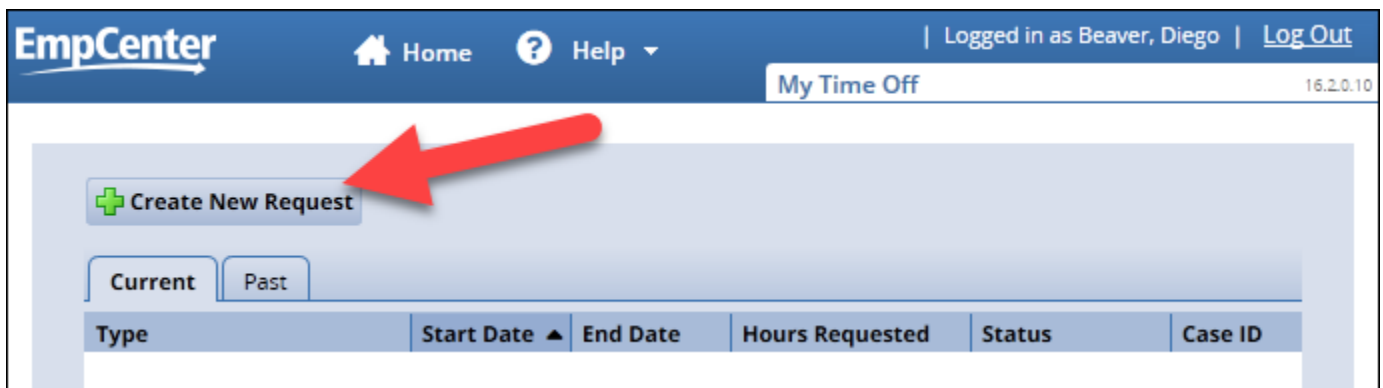 EmpCenter Home ? Help | Logged in as Beaver, Diego | Log Out
My Time Off 16.2.0.10
Create New Request
Current Past
Type Start Date End Date Hours Requested Status Case ID